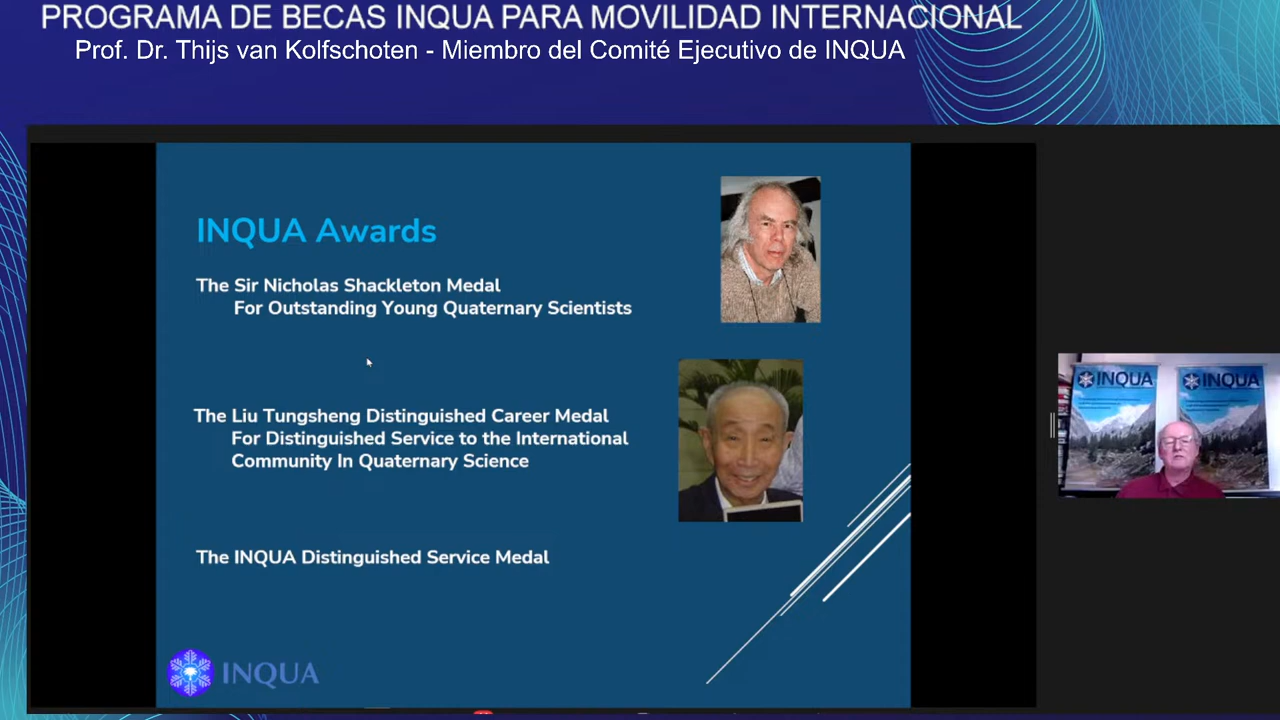 PROGRAMA DE BECAS INQUA PARA MOVILIDAD INTERNACIONAL
Prof. Dr. Thijs van Kolfschoten - Miembro del Comité Ejecutivo de INQUA
INQUA Awards
The Sir Nicholas Shackleton Medal
For Outstanding Young Quaternary Scientists
The Liu Tungsheng Distinguished Career Medal
For Distinguished Service to the International
Community In Quaternary Science
The INQUA Distinguished Service Medal
INQUA
INQUA
INQUA